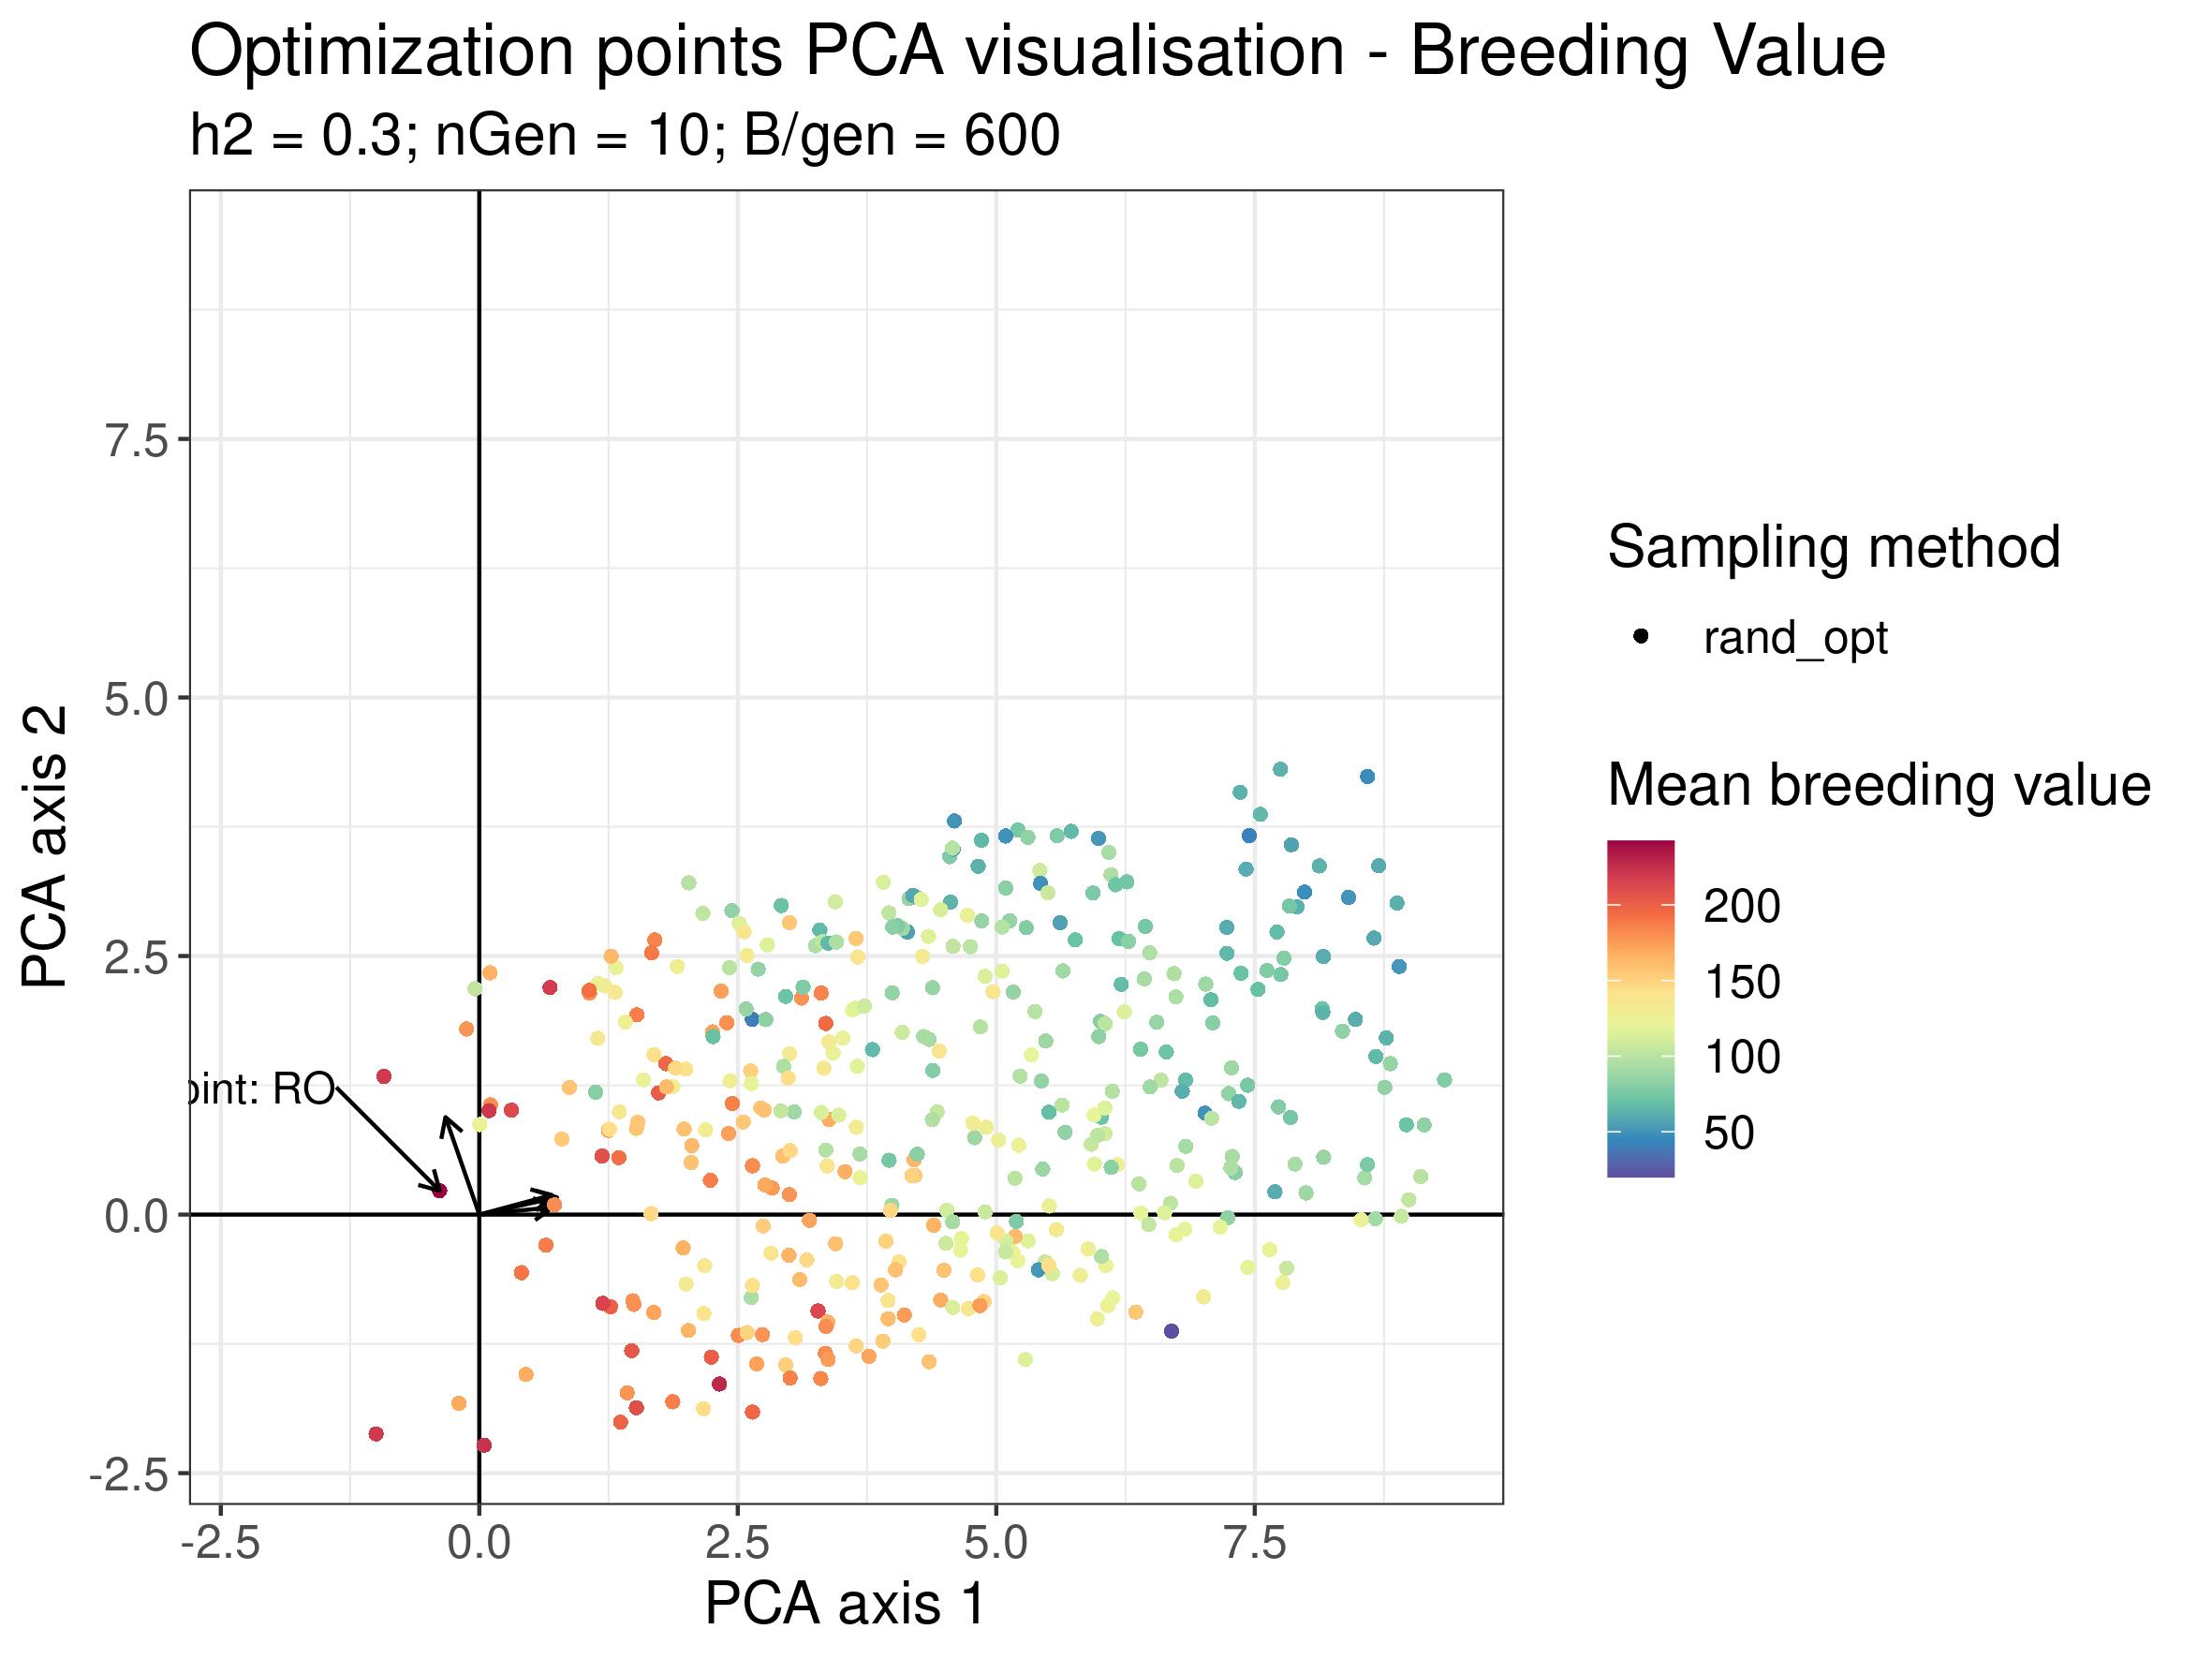 Optimization points PCA visualisation - Breeding Value
h2 = 0.3; nGen = 10; B/gen = 600
7.5
5.0
2.5
0.0
-2.5
-2.5
0.0
2.5
5.0
7.5
PCA axis 1
PCA axis 2
oint: RO
Sampling method
rand_opt
Mean breeding value
200
150
100
50